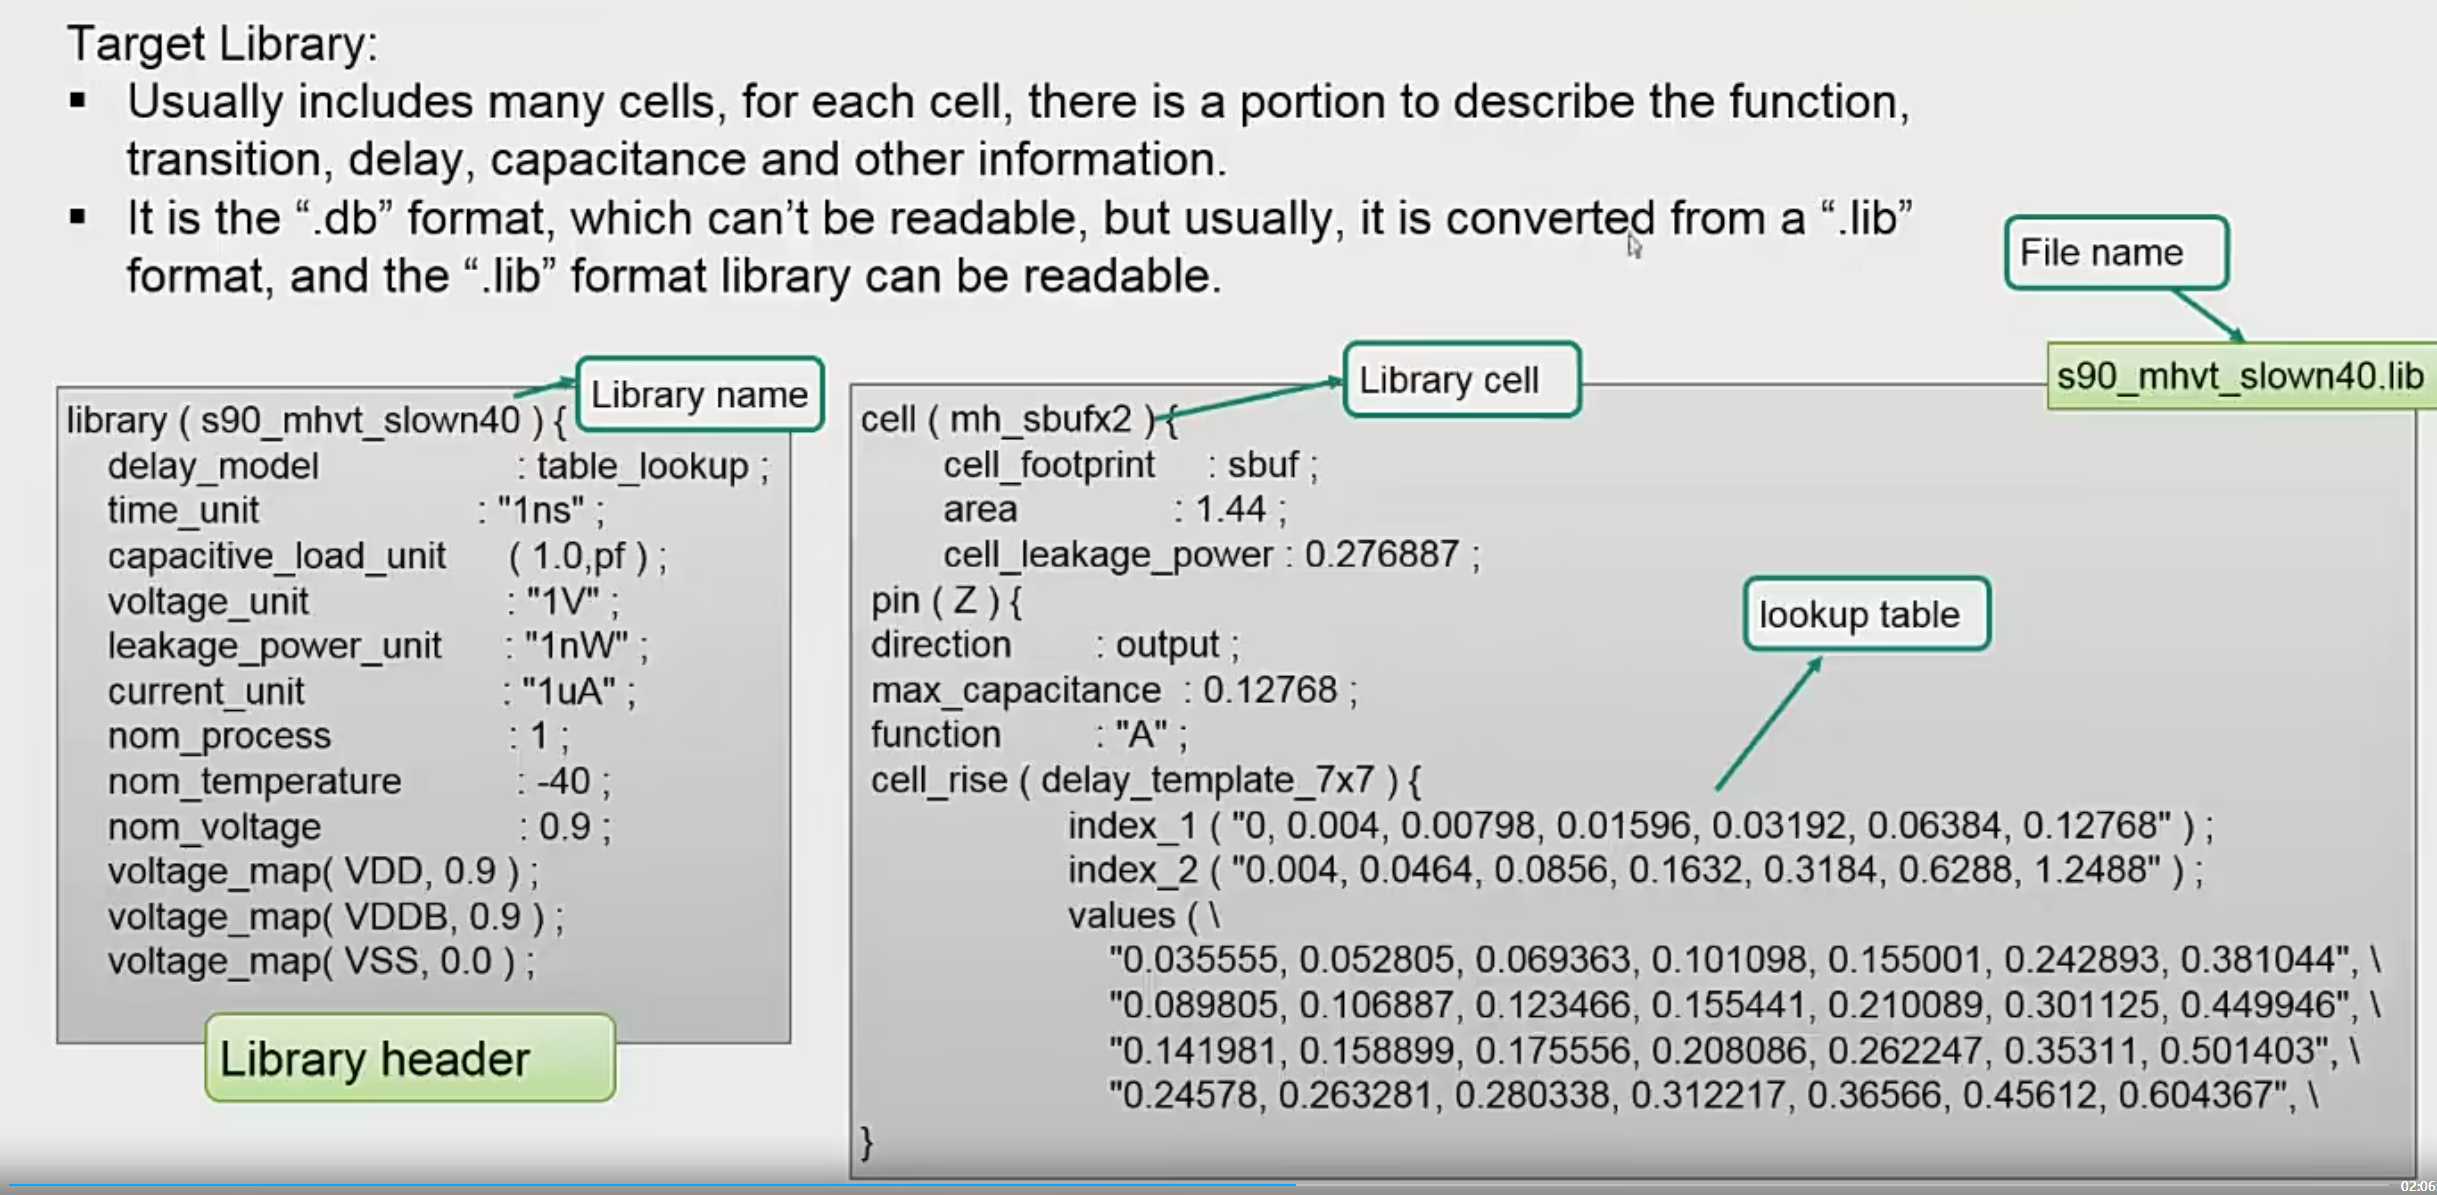 Target Library:
▪ Usually includes many cells, for each cell, there is a portion to describe the function,
transition, delay, capacitance and other information.
▪ It is the “.db” format, which can’t be readable, but usually, it is converted from a “.lib”
format, and the “.lib” format library can be readable.
File name
s90_mhvt_slown40.lib
Library name
library ( s90_mhvt_slown40 ) {
delay_model : table_lookup ;
time_unit : "1ns" ;
capacitive_load_unit ( 1.0,pf ) ;
voltage_unit : "1V" ;
leakage_power_unit : "1nW" ;
current_unit : "1uA" ;
nom_process : 1 ;
nom_temperature : -40 ;
nom_voltage : 0.9 ;
voltage_map( VDD, 0.9 ) ;
voltage_map( VDDB, 0.9 ) ;
voltage_map( VSS, 0.0 ) ;
Library header
Library cell
cell ( mh_sbufx2 ) {
cell_footprint : sbuf ;
area : 1.44 ;
cell_leakage_power : 0.276887 ;
pin ( Z ) {
direction : output ;
max_capacitance : 0.12768 ;
function : "A" ;
cell_rise ( delay_template_7x7 ) {
lookup table
index_1 ( "0, 0.004, 0.00798, 0.01596, 0.03192, 0.06384, 0.12768" ) ;
index_2 ( "0.004, 0.0464, 0.0856, 0.1632, 0.3184, 0.6288, 1.2488" ) ;
values ( \
"0.035555, 0.052805, 0.069363, 0.101098, 0.155001, 0.242893, 0.381044", \
"0.089805, 0.106887, 0.123466, 0.155441, 0.210089, 0.301125, 0.449946", \
"0.141981, 0.158899, 0.175556, 0.208086, 0.262247, 0.35311, 0.501403", \
"0.24578, 0.263281, 0.280338, 0.312217, 0.36566, 0.45612, 0.604367", \
}
02:06